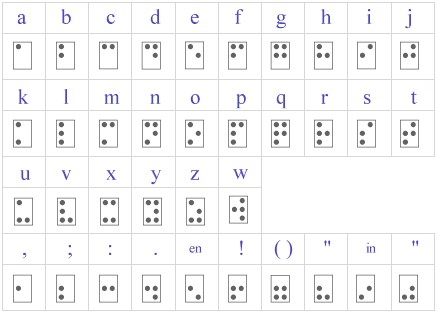 a b c d e f g h i j
k l m n o p q r s t
u v x y z w
, ; : . en ! ( ) " in "